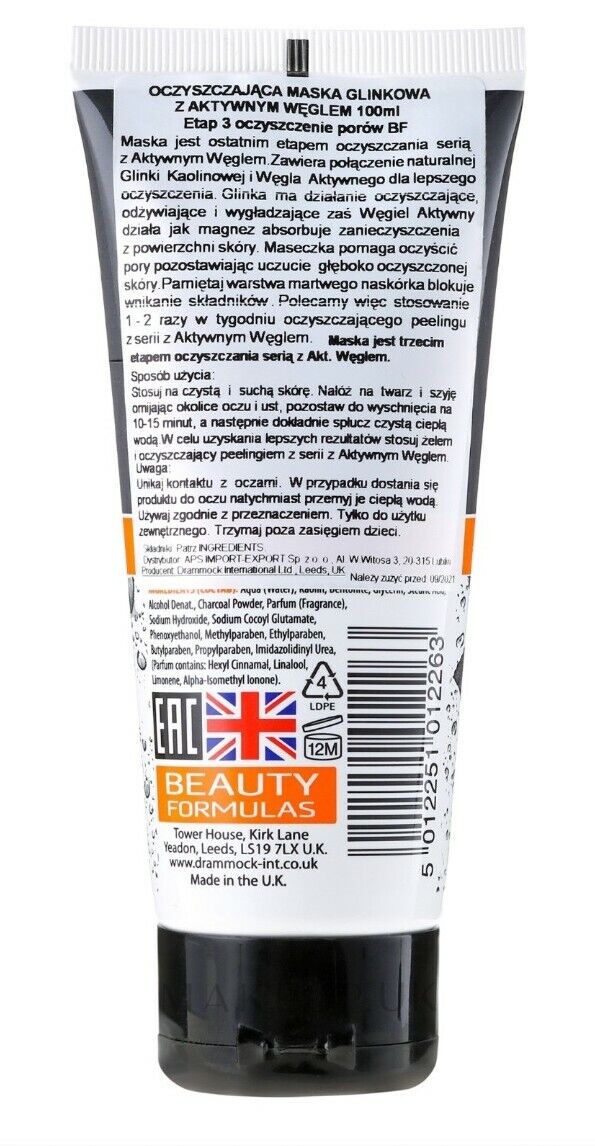 OCZYSZCZAJĄCA MASKA GLINKOWA
Z AKTYWNYM WĘGLEM 100ml
Etap 3 oczyszczenie porów BF
Maska jest ostatnim etapem oczyszczania serią
z Aktywnym Węglem.Zawiera połączenie naturalnej
Glinki Kaolinowej i Węgla Aktywnego dla lepszego
oczyszczenia. Glinka ma działanie oczyszczające,
odżywiające i wygładzające zaś Węgiel Aktywny
działa jak magnez absorbuje zanieczyszczenia
z powierzchni skóry. Maseczka pomaga oczyścić
pory pozostawiając uczucie głęboko oczyszczonej
skóry.Pamiętaj warstwa martwego naskórka blokuje
wnikanie składników. Polecamy więc stosowanie
1 - 2 razy w tygodniu oczyszczającego peelingu
z serii z Aktywnym Węglem. Maska jest trzecim
etapem oczyszczania serią z Akt. Węglem.
Sposób użycia:
Stosuj na czystą i suchą skórę. Nałóż na twarz i szyję
omijając okolice oczu i ust, pozostaw do wyschnięcia na
10-15 minut, a następnie dokładnie spłucz czystą ciepłą
wodą.W celu uzyskania lepszych rezultatów stosuj żelem
i oczyszczający peelingiem z serii z Aktywnym Węglem.
Uwaga:
Unikaj kontaktu z oczami. W przypadku dostania się
produktu do oczu natychmiast przemyj je ciepłą wodą.
Używaj zgodnie z przeznaczeniem. Tylko do użytku
zewnętrznego. Trzymaj poza zasięgiem dzieci.
Składniki: Patrz INGREDIENTS
Dystrybutor: APS IMPORT-EXPORT Sp z o.o., Al. W.Witosa 3, 20-315 Lublin
Producent: Drammock International Ltd., Leeds, UK
Należy zużyć przed: 09/2021
INGREDIENTS (СОСТАВ): Aqua (Water), Kaolin, Bentonite, Glycerin, Stearic Acid,
Alcohol Denat., Charcoal Powder, Parfum (Fragrance),
Sodium Hydroxide, Sodium Cocoyl Glutamate,
Phenoxyethanol, Methylparaben, Ethylparaben,
Butylparaben, Propylparaben, Imidazolidinyl Urea,
(Parfum contains: Hexyl Cinnamal, Linalool,
Limonene, Alpha-Isomethyl Ionone).
4
LDPE
EAC
12M
BEAUTY
FORMULAS
Tower House, Kirk Lane
Yeadon, Leeds, LS19 7LX U.K.
www.drammock-int.co.uk
Made in the U.K.
5 012251 012263